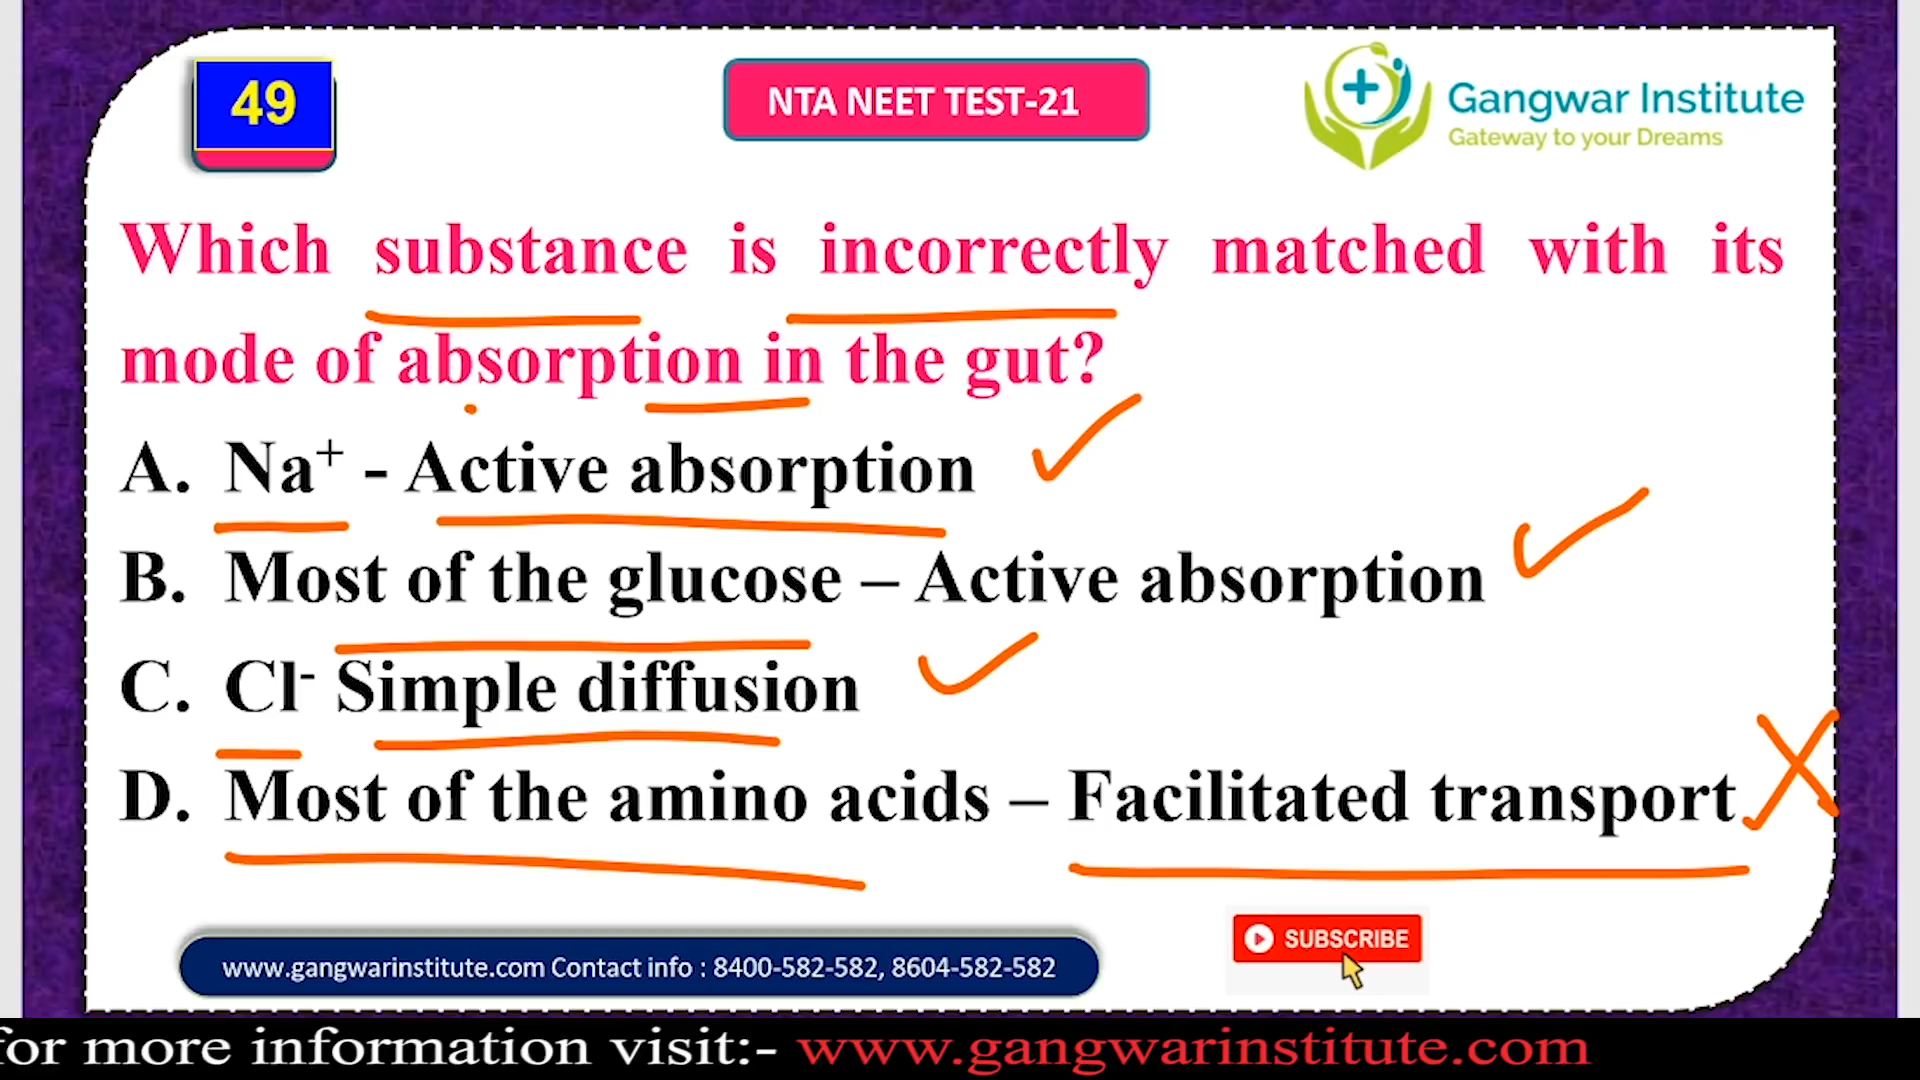 49
NTA NEET TEST-21
Gangwar Institute
Gateway to your Dreams
Which substance is incorrectly matched with its
mode of absorption in the gut?
A. Na⁺ - Active absorption
B. Most of the glucose – Active absorption
C. Cl⁻ Simple diffusion
D. Most of the amino acids – Facilitated transport
www.gangwarinstitute.com Contact info : 8400-582-582, 8604-582-582
SUBSCRIBE
for more information visit:- www.gangwarinstitute.com